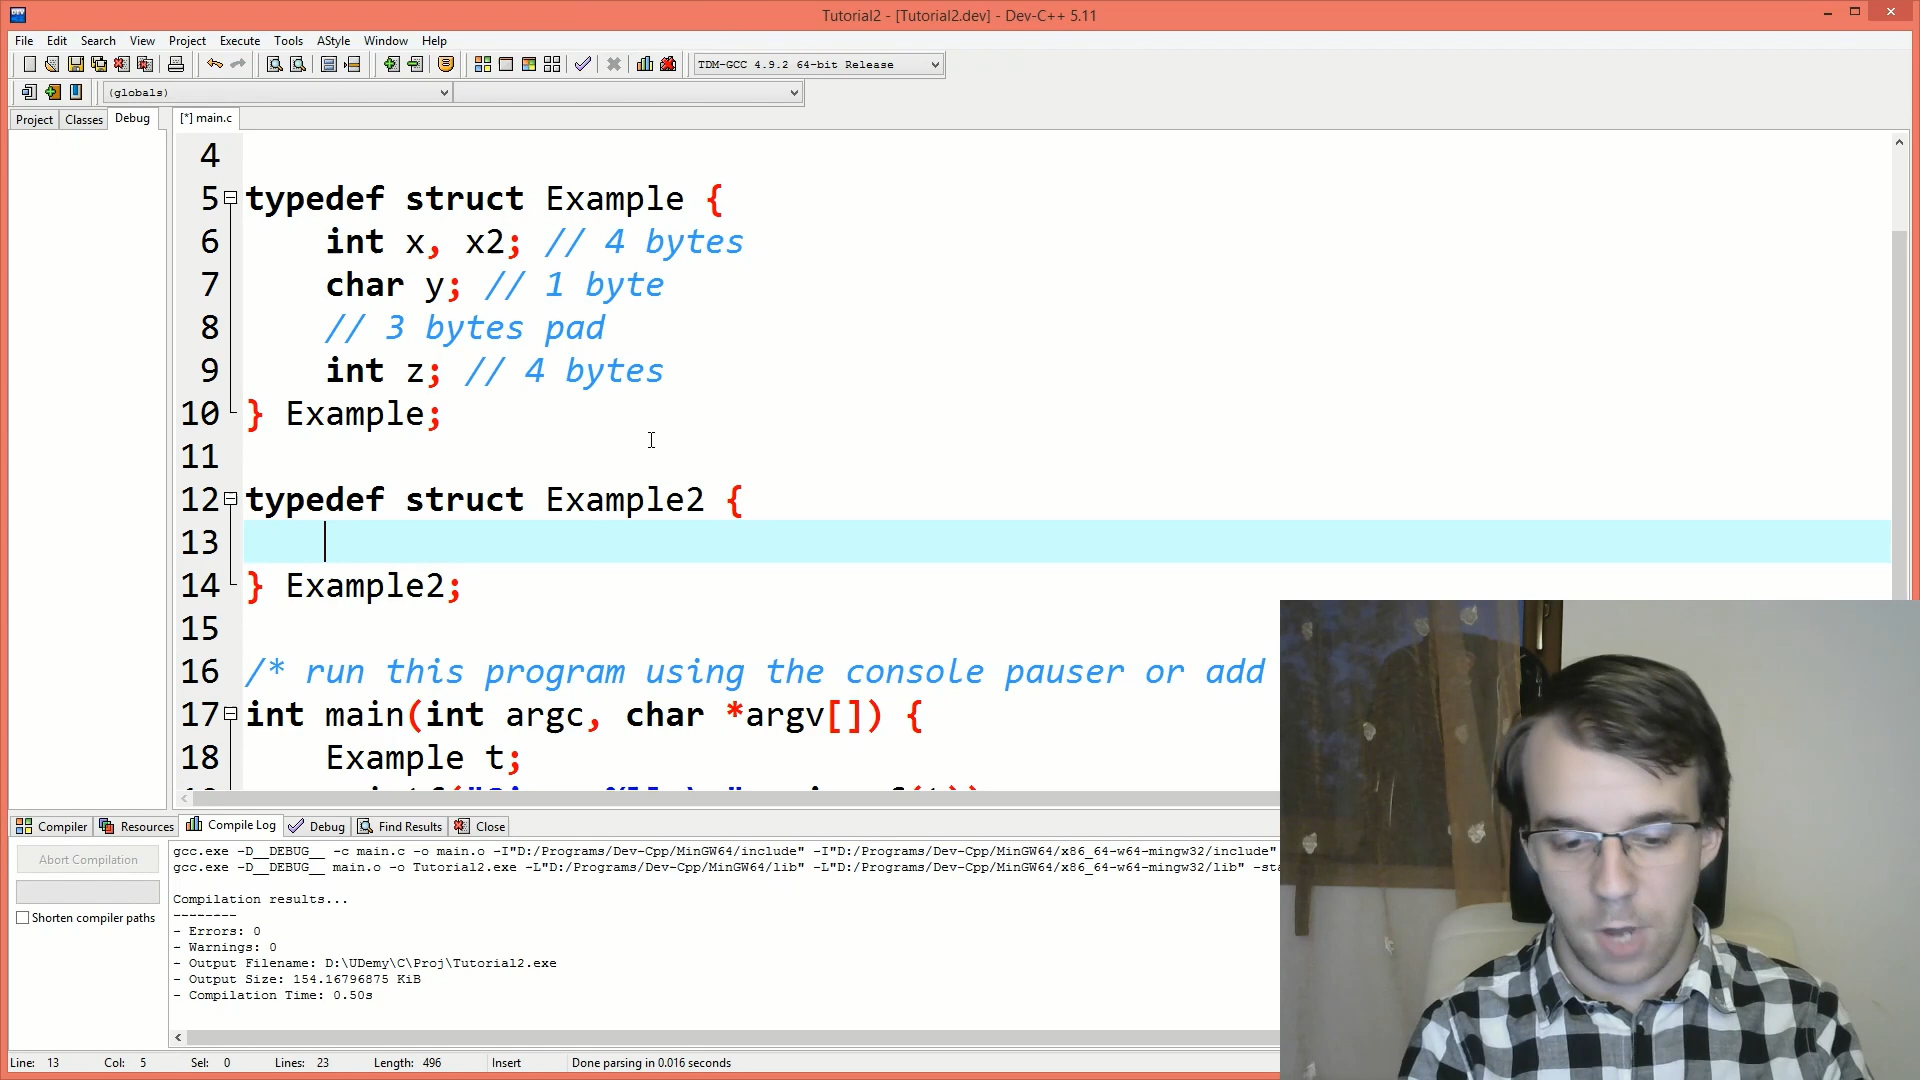 Tutorial2 - [Tutorial2.dev] - Dev-C++ 5.11
File Edit Search View Project Execute Tools AStyle Window Help
TDM-GCC 4.9.2 64-bit Release
(globals)
Project Classes Debug [*] main.c
4
5 typedef struct Example {
6 int x, x2; // 4 bytes
7 char y; // 1 byte
8 // 3 bytes pad
9 int z; // 4 bytes
10 } Example;
11
12 typedef struct Example2 {
13
14 } Example2;
15
16 /* run this program using the console pauser or add
17 int main(int argc, char *argv[]) {
18 Example t;
Compiler Resources Compile Log Debug Find Results Close
Abort Compilation
Shorten compiler paths
gcc.exe -D__DEBUG__ -c main.c -o main.o -I"D:/Programs/Dev-Cpp/MinGW64/include" -I"D:/Programs/Dev-Cpp/MinGW64/x86_64-w64-mingw32/include"
gcc.exe -D__DEBUG__ main.o -o Tutorial2.exe -L"D:/Programs/Dev-Cpp/MinGW64/lib" -L"D:/Programs/Dev-Cpp/MinGW64/x86_64-w64-mingw32/lib" -sta
Compilation results...
--------
- Errors: 0
- Warnings: 0
- Output Filename: D:\UDemy\C\Proj\Tutorial2.exe
- Output Size: 154.16796875 KiB
- Compilation Time: 0.50s
Line: 13 Col: 5 Sel: 0 Lines: 23 Length: 496 Insert Done parsing in 0.016 seconds